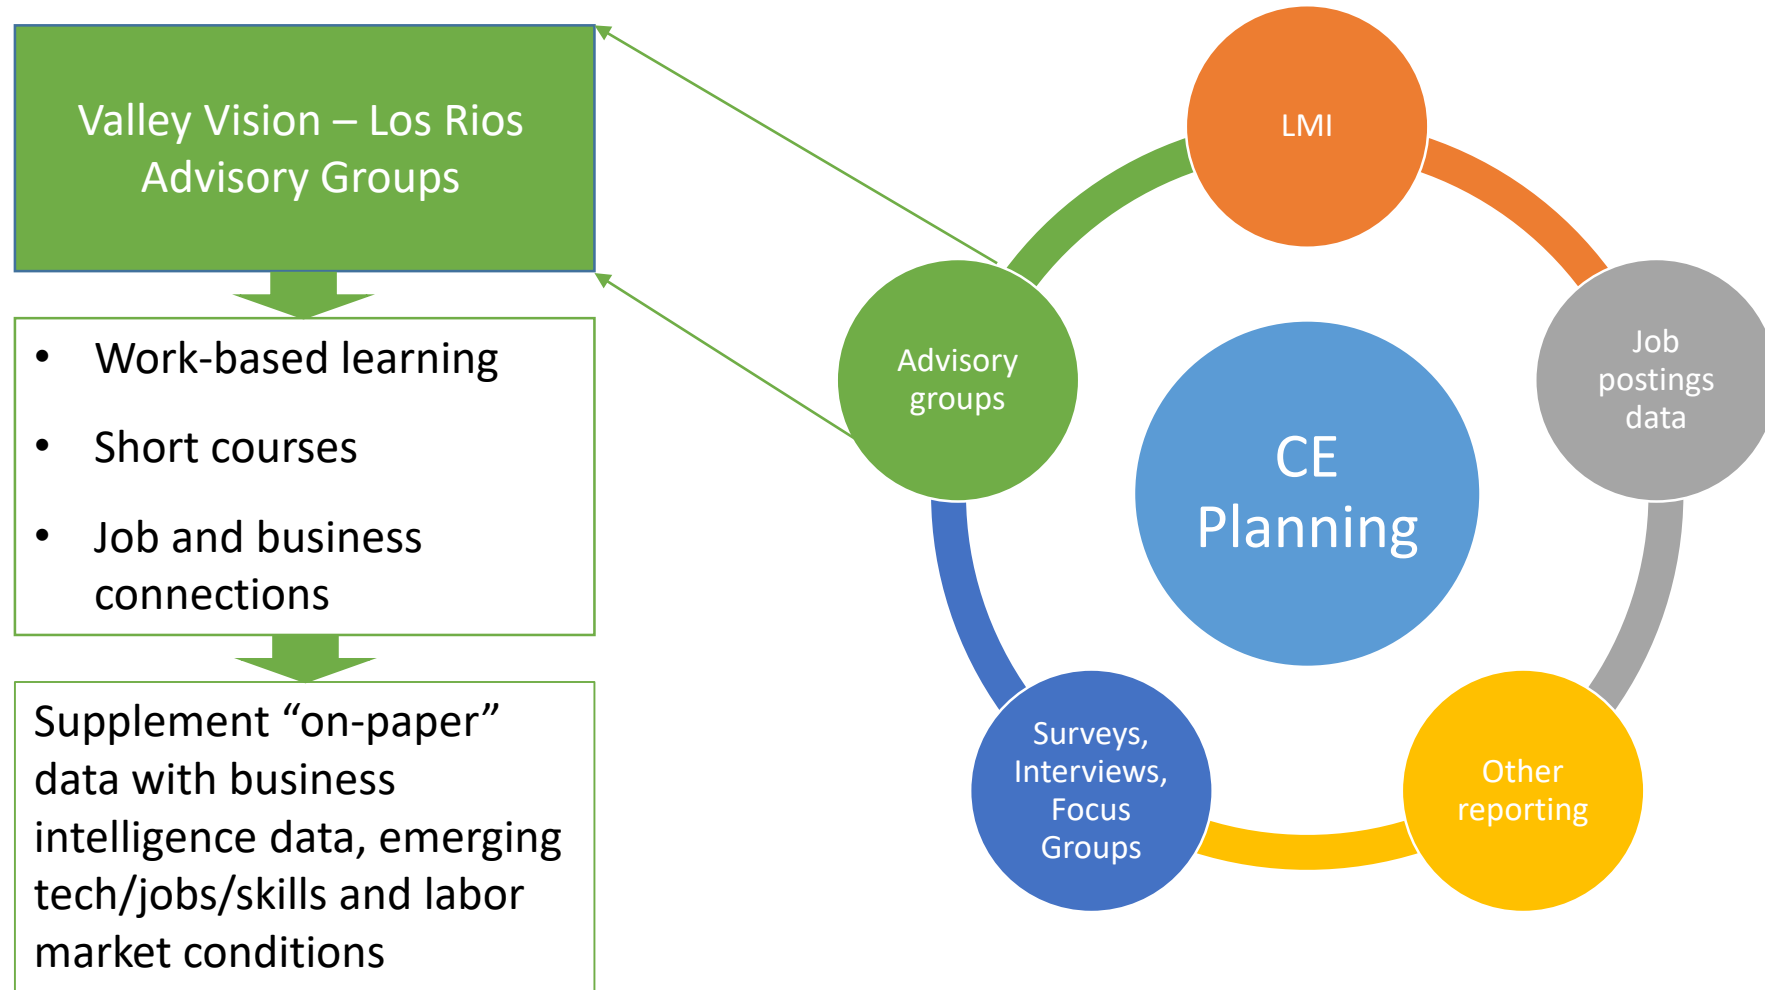 Valley Vision – Los Rios
Advisory Groups
• Work-based learning
• Short courses
• Job and business
connections
Supplement “on-paper”
data with business
intelligence data, emerging
tech/jobs/skills and labor
market conditions
LMI
Job
postings
data
Other
reporting
Surveys,
Interviews,
Focus
Groups
Advisory
groups
CE
Planning